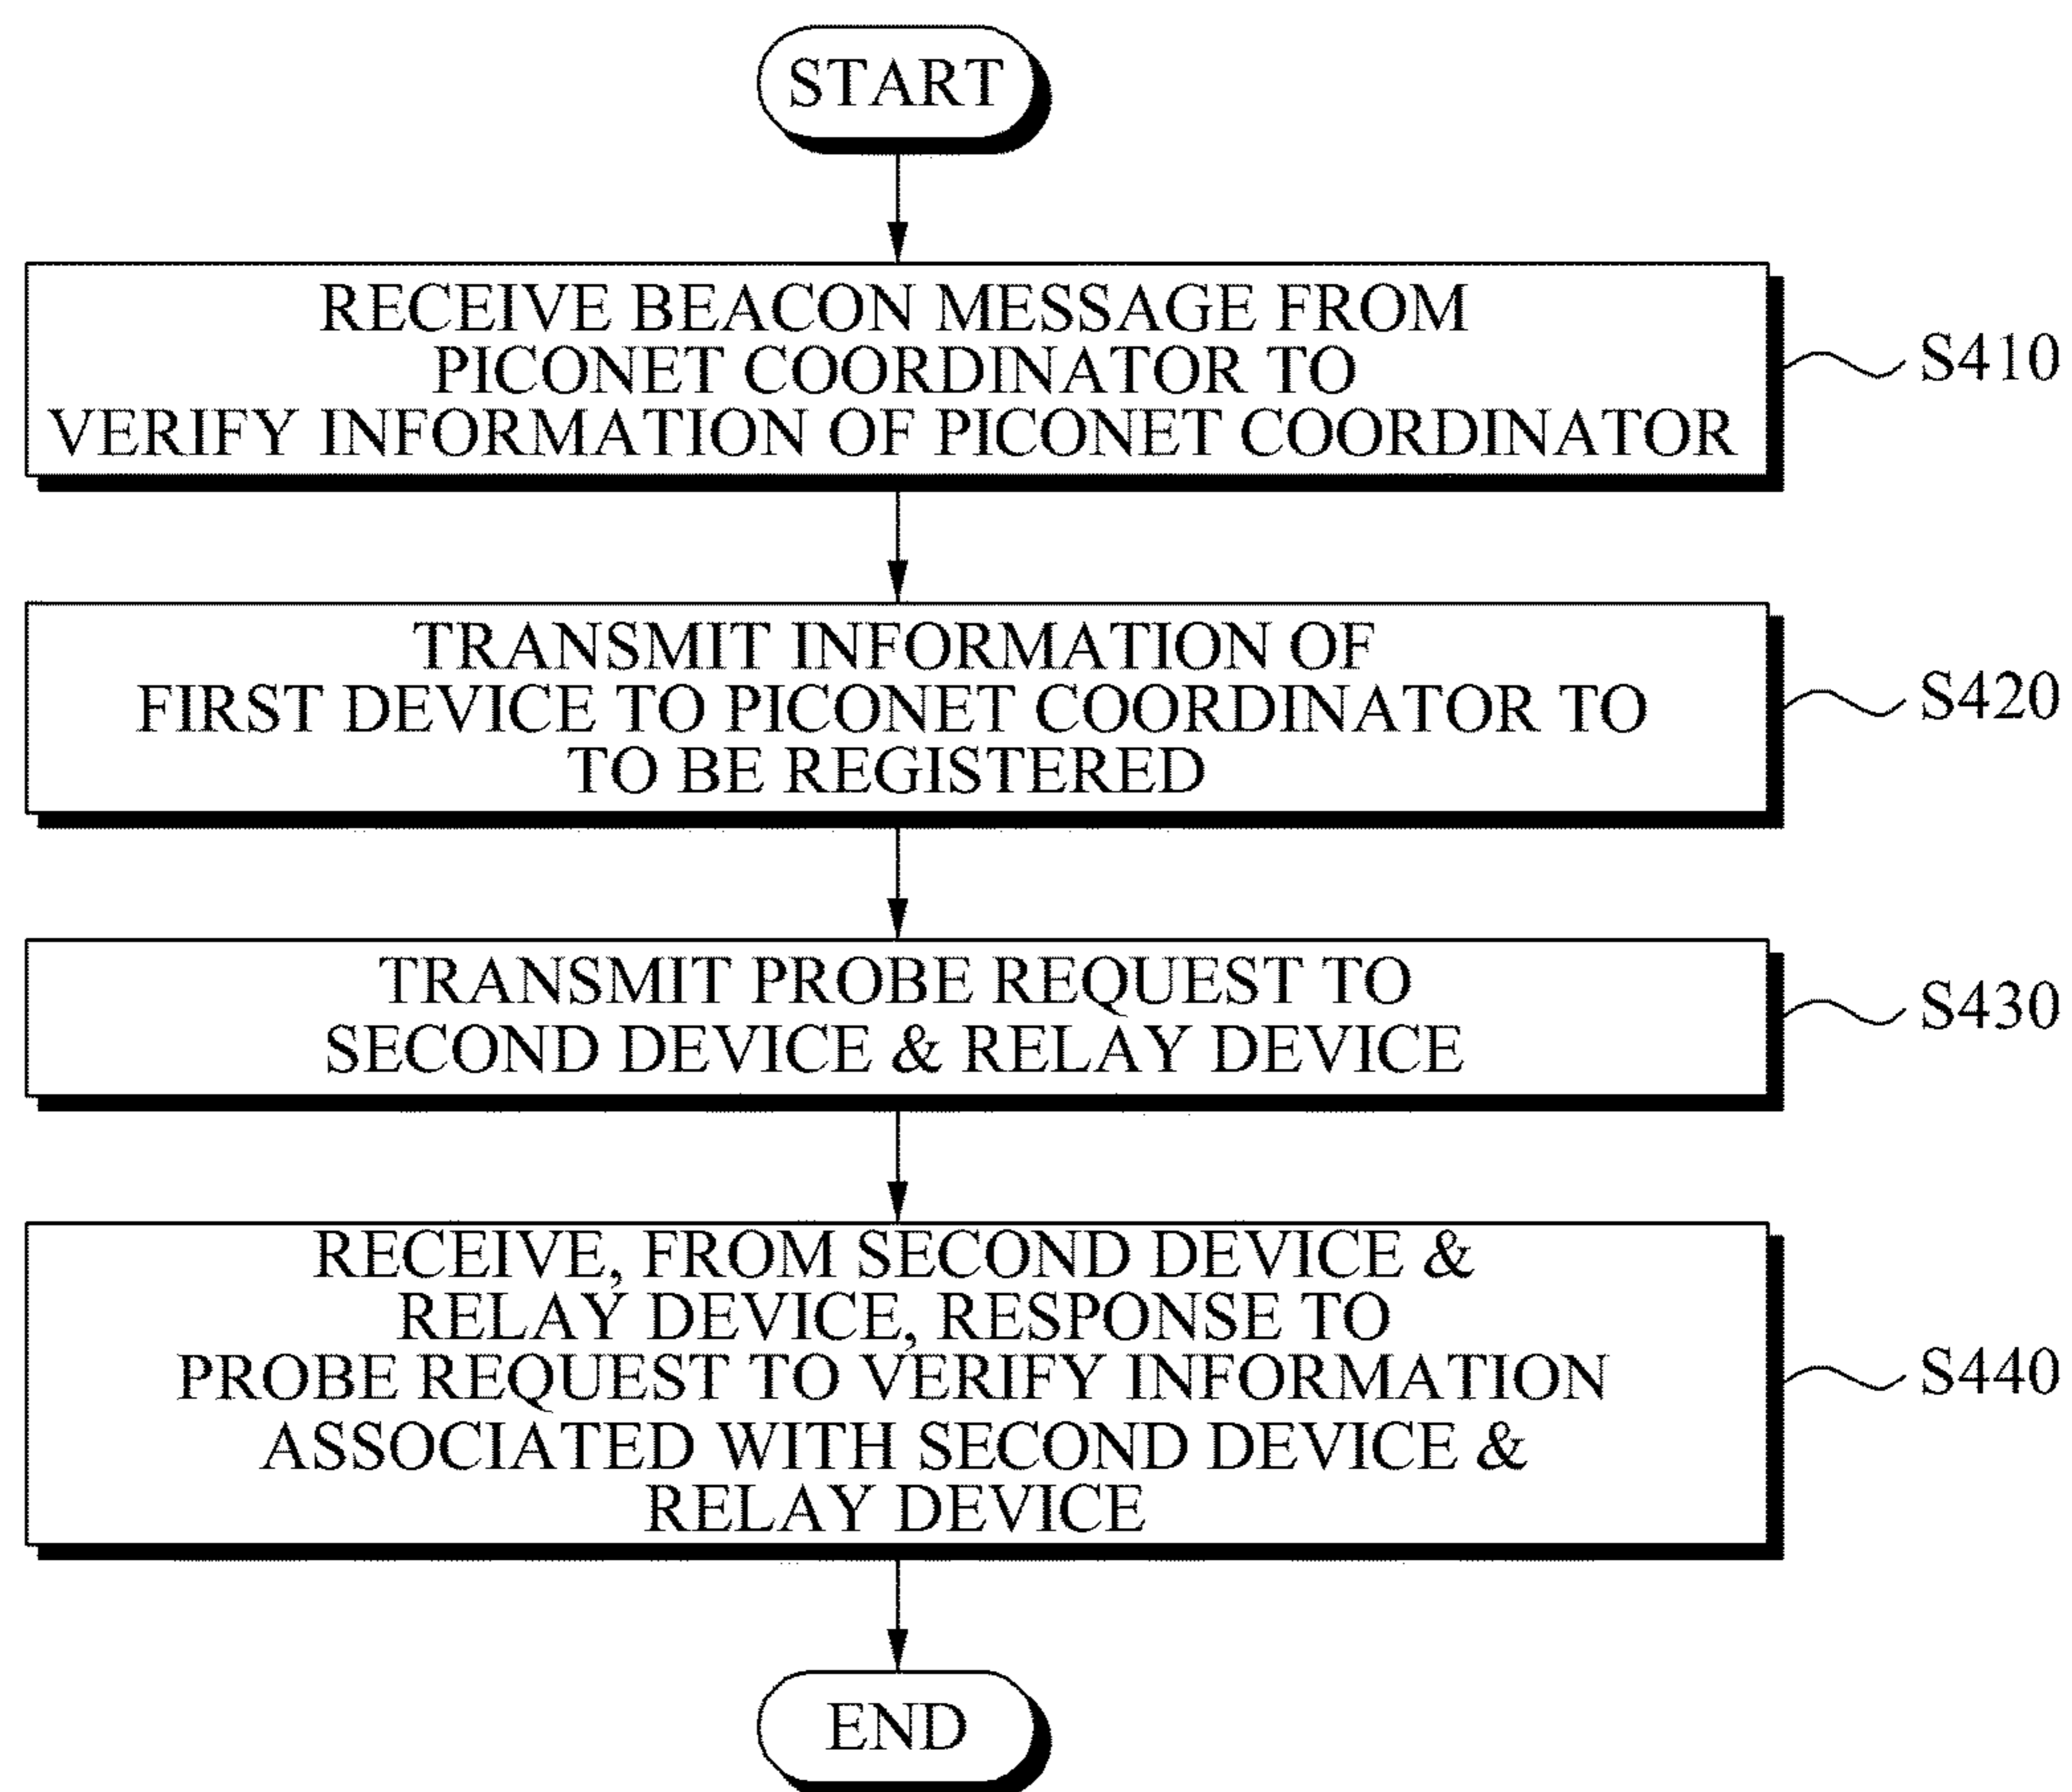 START
RECEIVE BEACON MESSAGE FROM
PICONET COORDINATOR TO
VERIFY INFORMATION OF PICONET COORDINATOR
S410
TRANSMIT INFORMATION OF
FIRST DEVICE TO PICONET COORDINATOR TO
TO BE REGISTERED
S420
TRANSMIT PROBE REQUEST TO
SECOND DEVICE & RELAY DEVICE
S430
RECEIVE, FROM SECOND DEVICE &
RELAY DEVICE, RESPONSE TO
PROBE REQUEST TO VERIFY INFORMATION
ASSOCIATED WITH SECOND DEVICE &
RELAY DEVICE
S440
END